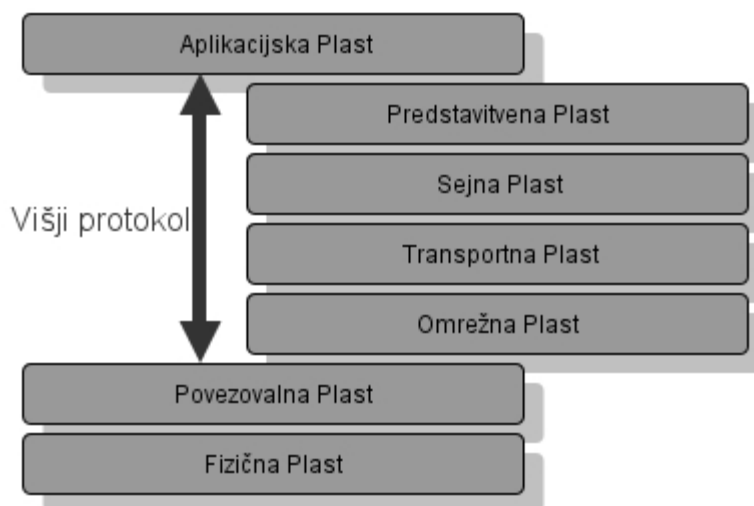 Aplikacijska Plast
Predstavitvena Plast
Sejna Plast
Višji protokol
Transportna Plast
Omrežna Plast
Povezovalna Plast
Fizična Plast